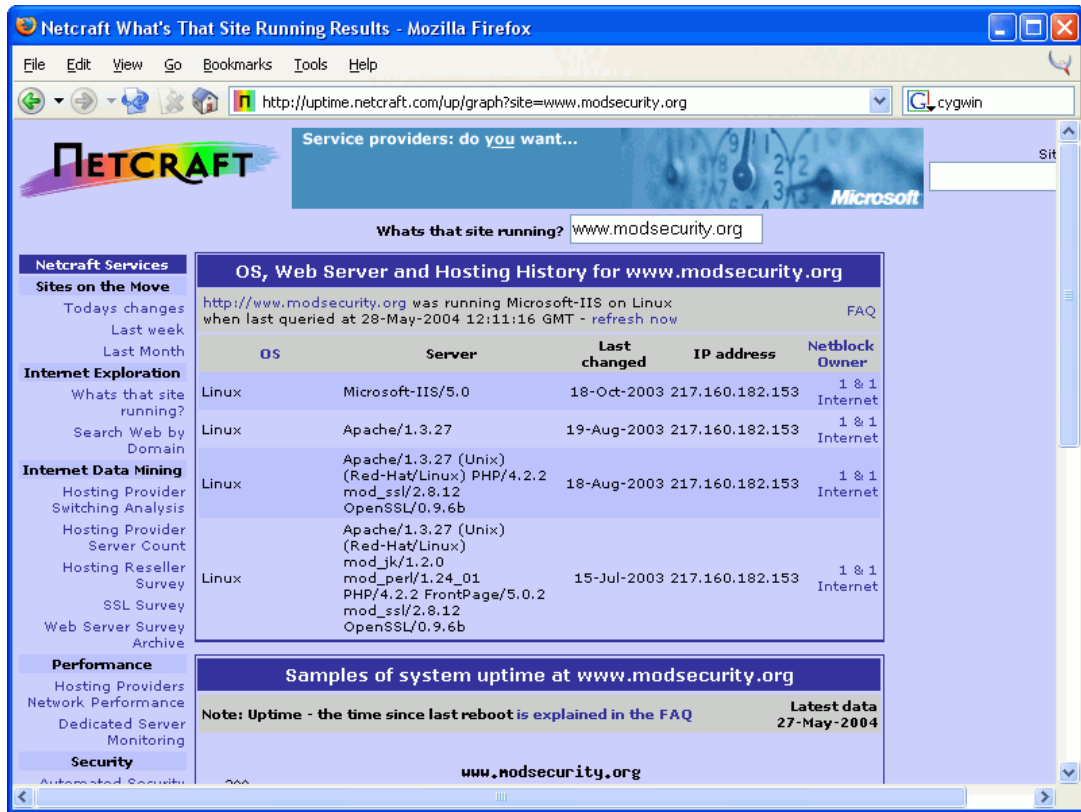 Netcraft What's That Site Running Results - Mozilla Firefox
File Edit View Go Bookmarks Tools Help
http://uptime.netcraft.com/up/graph?site=www.modsecurity.org
G cygwin
NETCRAFT
Service providers: do you want...
Microsoft
Sit
Whats that site running? www.modsecurity.org
Netcraft Services
Sites on the Move
Todays changes
Last week
Last Month
Internet Exploration
Whats that site
running?
Search Web by
Domain
Internet Data Mining
Hosting Provider
Switching Analysis
Hosting Provider
Server Count
Hosting Reseller
Survey
SSL Survey
Web Server Survey
Archive
Performance
Hosting Providers
Network Performance
Dedicated Server
Monitoring
Security
Automated Security
OS, Web Server and Hosting History for www.modsecurity.org
http://www.modsecurity.org was running Microsoft-IIS on Linux
when last queried at 28-May-2004 12:11:16 GMT - refresh now
FAQ
OS Server Last changed IP address Netblock Owner
Linux Microsoft-IIS/5.0 18-Oct-2003 217.160.182.153 1 & 1 Internet
Linux Apache/1.3.27 19-Aug-2003 217.160.182.153 1 & 1 Internet
Apache/1.3.27 (Unix)
(Red-Hat/Linux) PHP/4.2.2
Linux mod_ssl/2.8.12 18-Aug-2003 217.160.182.153 1 & 1 Internet
OpenSSL/0.9.6b
Apache/1.3.27 (Unix)
(Red-Hat/Linux)
mod_jk/1.2.0
Linux mod_perl/1.24_01 15-Jul-2003 217.160.182.153 1 & 1 Internet
PHP/4.2.2 FrontPage/5.0.2
mod_ssl/2.8.12
OpenSSL/0.9.6b
Samples of system uptime at www.modsecurity.org
Note: Uptime - the time since last reboot is explained in the FAQ
Latest data
27-May-2004
www.modsecurity.org